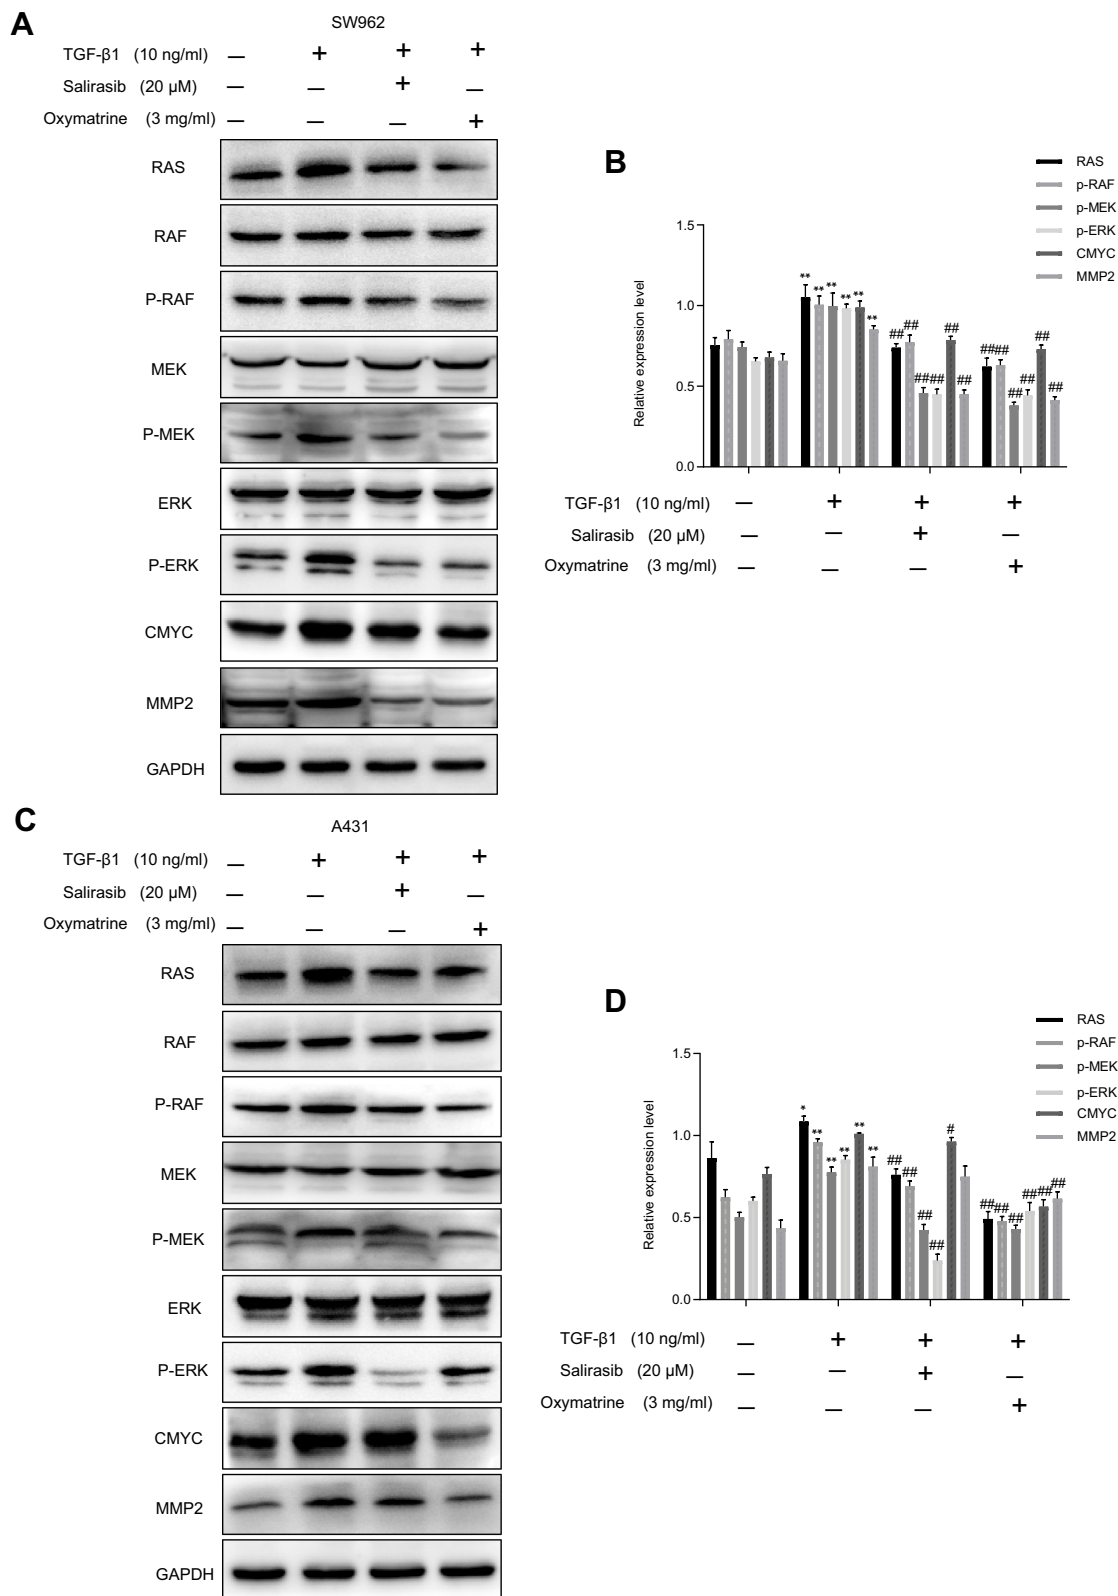 A
SW962
TGF-β1 (10 ng/ml) — + + +
Salirasib (20 μM) — — + —
Oxymatrine (3 mg/ml) — — — +
RAS
RAF
P-RAF
MEK
P-MEK
ERK
P-ERK
CMYC
MMP2
GAPDH
B
RAS
p-RAF
p-MEK
p-ERK
CMYC
MMP2
Relative expression level
1.5
1.0
0.5
0.0
** ** ** ** ** **
## ## ## ## ## ##
## ## ## ## ## ##
TGF-β1 (10 ng/ml) — + + +
Salirasib (20 μM) — — + —
Oxymatrine (3 mg/ml) — — — +
C
A431
TGF-β1 (10 ng/ml) — + + +
Salirasib (20 μM) — — + —
Oxymatrine (3 mg/ml) — — — +
RAS
RAF
P-RAF
MEK
P-MEK
ERK
P-ERK
CMYC
MMP2
GAPDH
D
RAS
p-RAF
p-MEK
p-ERK
CMYC
MMP2
Relative expression level
1.5
1.0
0.5
0.0
* ** ** ** ** **
## ## ## ## #
## ## ## ## ## ##
TGF-β1 (10 ng/ml) — + + +
Salirasib (20 μM) — — + —
Oxymatrine (3 mg/ml) — — — +